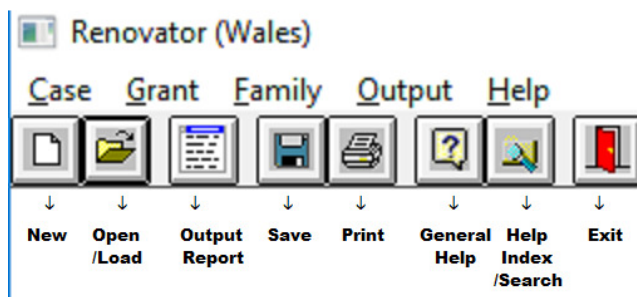 Renovator (Wales)
Case Grant Family Output Help
↓ ↓ ↓ ↓ ↓ ↓ ↓ ↓
New Open Output Save Print General Help Exit
/Load Report Help Index
/Search